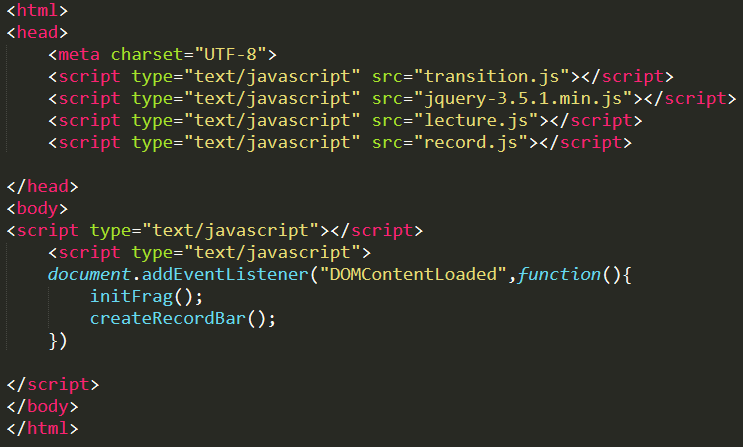 <html>
<head>
    <meta charset="UTF-8">
    <script type="text/javascript" src="transition.js"></script>
    <script type="text/javascript" src="jquery-3.5.1.min.js"></script>
    <script type="text/javascript" src="lecture.js"></script>
    <script type="text/javascript" src="record.js"></script>
</head>
<body>
<script type="text/javascript"></script>
    <script type="text/javascript">
    document.addEventListener("DOMContentLoaded",function(){
        initFrag();
        createRecordBar();
    })
</script>
</body>
</html>